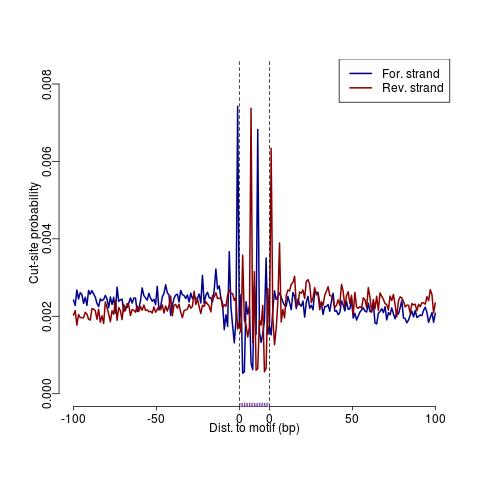 For. strand
Rev. strand
Cut-site probability
0.000
0.002
0.004
0.006
0.008
-100 -50 0 0 50 100
Dist. to motif (bp)